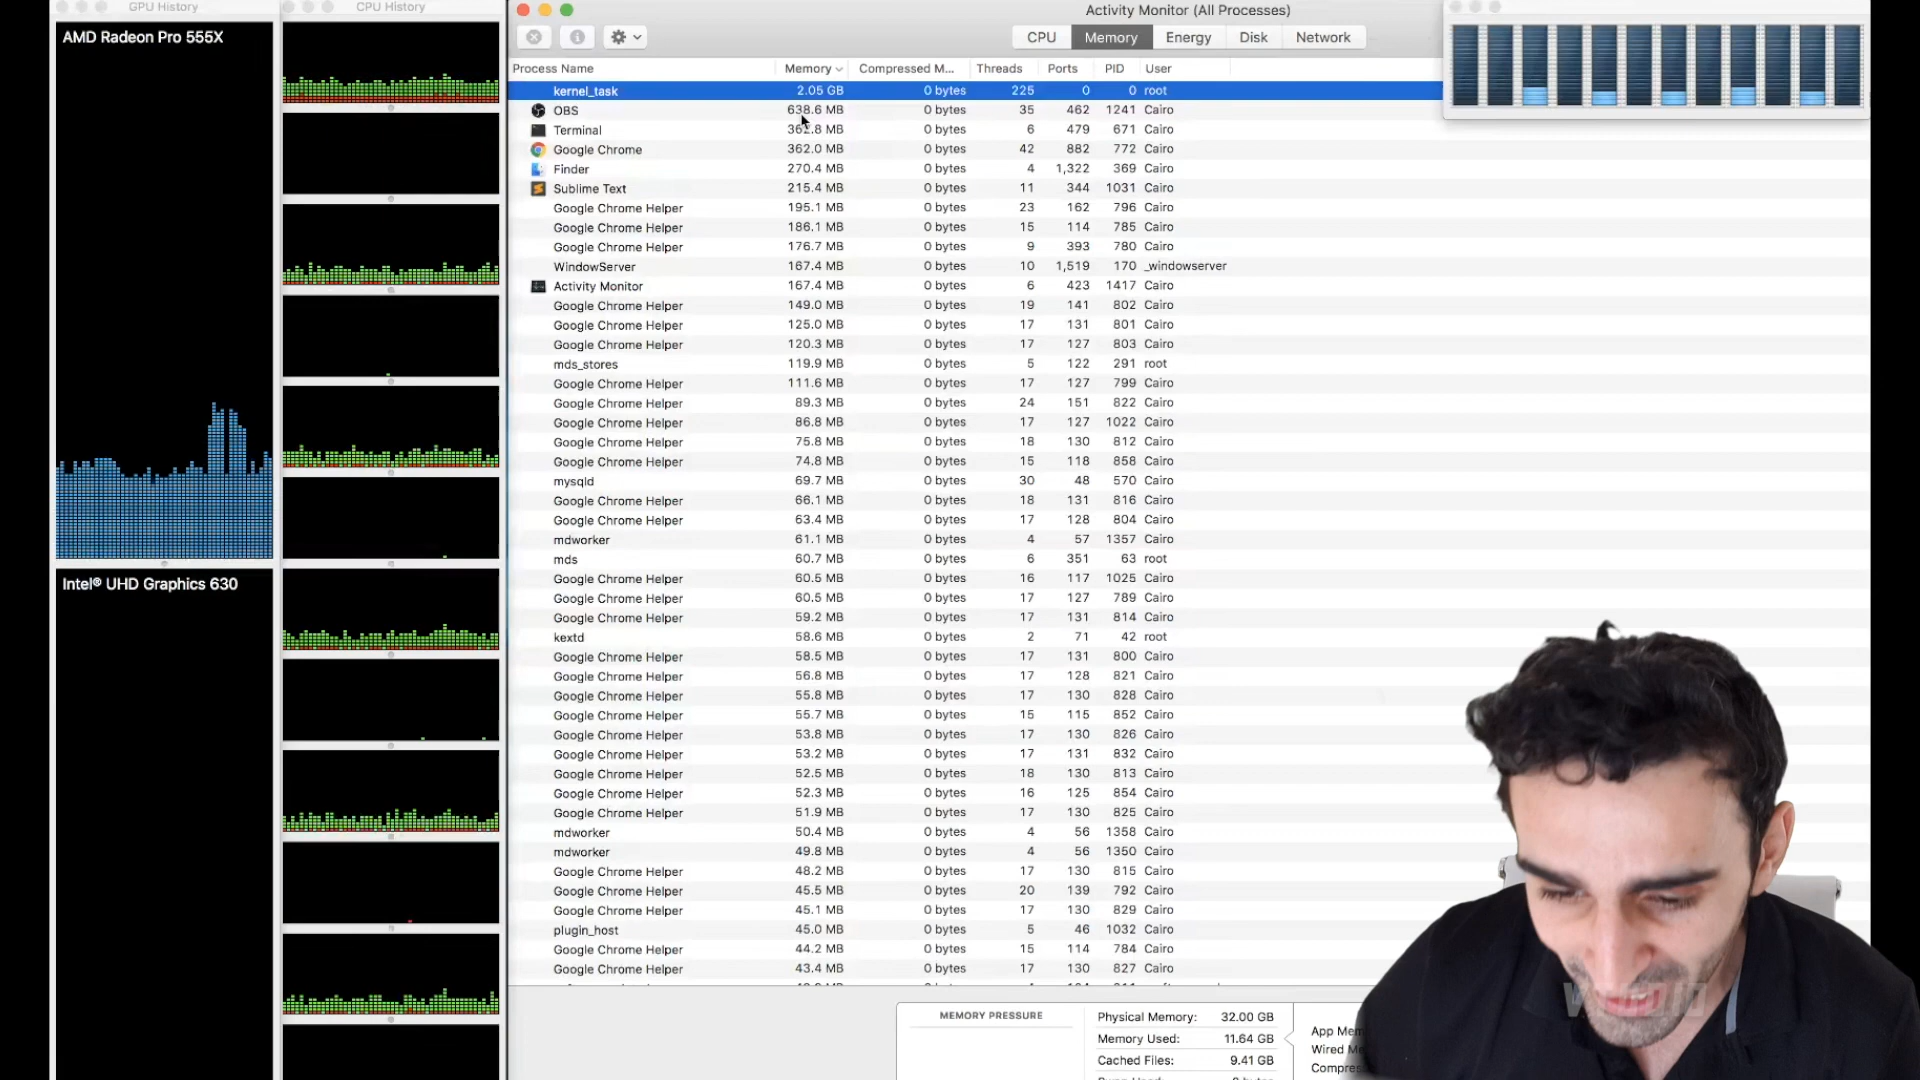 GPU History
CPU History
Activity Monitor (All Processes)
AMD Radeon Pro 555X
CPU Memory Energy Disk Network
Process Name Memory Compressed M... Threads Ports PID User
kernel_task 2.05 GB 0 bytes 225 0 0 root
OBS 638.6 MB 0 bytes 35 462 1241 Cairo
Terminal 362.8 MB 0 bytes 6 479 671 Cairo
Google Chrome 362.0 MB 0 bytes 42 882 772 Cairo
Finder 270.4 MB 0 bytes 4 1,322 369 Cairo
Sublime Text 215.4 MB 0 bytes 11 344 1031 Cairo
Google Chrome Helper 195.1 MB 0 bytes 23 162 796 Cairo
Google Chrome Helper 186.1 MB 0 bytes 15 114 785 Cairo
Google Chrome Helper 176.7 MB 0 bytes 9 393 780 Cairo
WindowServer 167.4 MB 0 bytes 10 1,519 170 _windowserver
Activity Monitor 167.4 MB 0 bytes 6 423 1417 Cairo
Google Chrome Helper 149.0 MB 0 bytes 19 141 802 Cairo
Google Chrome Helper 125.0 MB 0 bytes 17 131 801 Cairo
Google Chrome Helper 120.3 MB 0 bytes 17 127 803 Cairo
mds_stores 119.9 MB 0 bytes 5 122 291 root
Google Chrome Helper 111.6 MB 0 bytes 17 127 799 Cairo
Google Chrome Helper 89.3 MB 0 bytes 24 151 822 Cairo
Google Chrome Helper 86.8 MB 0 bytes 17 127 1022 Cairo
Google Chrome Helper 75.8 MB 0 bytes 18 130 812 Cairo
Google Chrome Helper 74.8 MB 0 bytes 15 118 858 Cairo
mysqld 69.7 MB 0 bytes 30 48 570 Cairo
Google Chrome Helper 66.1 MB 0 bytes 18 131 816 Cairo
Google Chrome Helper 63.4 MB 0 bytes 17 128 804 Cairo
mdworker 61.1 MB 0 bytes 4 57 1357 Cairo
mds 60.7 MB 0 bytes 6 351 63 root
Google Chrome Helper 60.5 MB 0 bytes 16 117 1025 Cairo
Intel® UHD Graphics 630
Google Chrome Helper 60.5 MB 0 bytes 17 127 789 Cairo
Google Chrome Helper 59.2 MB 0 bytes 17 131 814 Cairo
kextd 58.6 MB 0 bytes 2 71 42 root
Google Chrome Helper 58.5 MB 0 bytes 17 131 800 Cairo
Google Chrome Helper 56.8 MB 0 bytes 17 128 821 Cairo
Google Chrome Helper 55.8 MB 0 bytes 17 130 828 Cairo
Google Chrome Helper 55.7 MB 0 bytes 15 115 852 Cairo
Google Chrome Helper 53.8 MB 0 bytes 17 130 826 Cairo
Google Chrome Helper 53.2 MB 0 bytes 17 131 832 Cairo
Google Chrome Helper 52.5 MB 0 bytes 18 130 813 Cairo
Google Chrome Helper 52.3 MB 0 bytes 16 125 854 Cairo
Google Chrome Helper 51.9 MB 0 bytes 17 130 825 Cairo
mdworker 50.4 MB 0 bytes 4 56 1358 Cairo
mdworker 49.8 MB 0 bytes 4 56 1350 Cairo
Google Chrome Helper 48.2 MB 0 bytes 17 130 815 Cairo
Google Chrome Helper 45.5 MB 0 bytes 20 139 792 Cairo
Google Chrome Helper 45.1 MB 0 bytes 17 130 829 Cairo
plugin_host 45.0 MB 0 bytes 5 46 1032 Cairo
Google Chrome Helper 44.2 MB 0 bytes 15 114 784 Cairo
Google Chrome Helper 43.4 MB 0 bytes 17 130 827 Cairo
MEMORY PRESSURE
Physical Memory: 32.00 GB
Memory Used: 11.64 GB
Cached Files: 9.41 GB
App Mem
Wired M
Compres